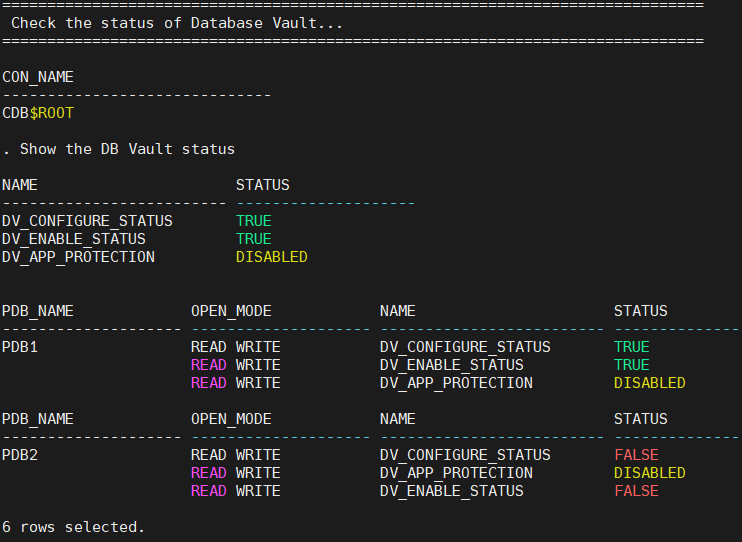 ==============================================================================
Check the status of Database Vault...
==============================================================================
CON_NAME
------------------------------
CDB$ROOT
. Show the DB Vault status
NAME                      STATUS
------------------------- --------------------
DV_CONFIGURE_STATUS       TRUE
DV_ENABLE_STATUS          TRUE
DV_APP_PROTECTION         DISABLED
PDB_NAME             OPEN_MODE            NAME                      STATUS
-------------------- -------------------- ------------------------- --------------
PDB1                 READ WRITE           DV_CONFIGURE_STATUS       TRUE
                     READ WRITE           DV_ENABLE_STATUS          TRUE
                     READ WRITE           DV_APP_PROTECTION         DISABLED
PDB_NAME             OPEN_MODE            NAME                      STATUS
-------------------- -------------------- ------------------------- --------------
PDB2                 READ WRITE           DV_CONFIGURE_STATUS       FALSE
                     READ WRITE           DV_APP_PROTECTION         DISABLED
                     READ WRITE           DV_ENABLE_STATUS          FALSE
6 rows selected.